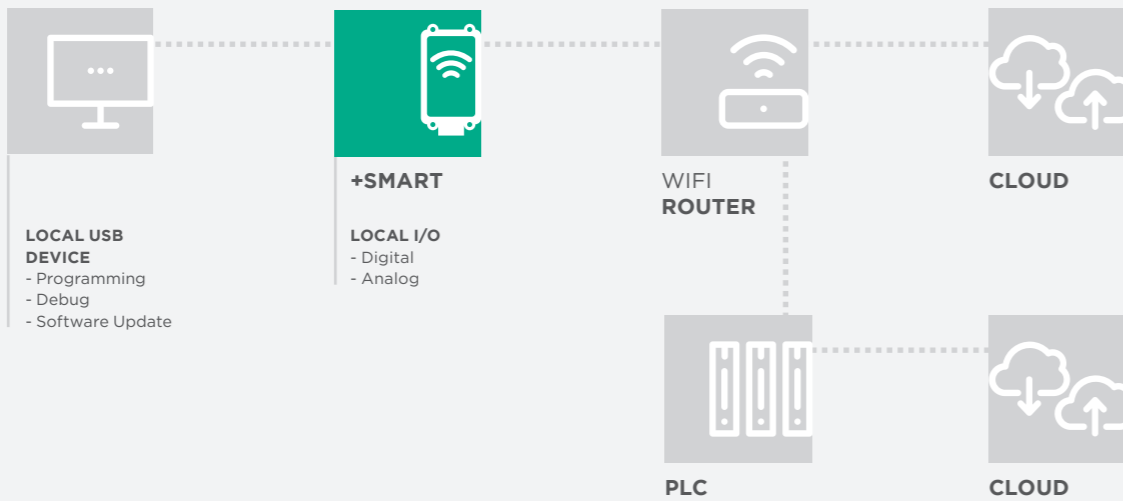 +SMART
WIFI
ROUTER
CLOUD
LOCAL USB
DEVICE
- Programming
- Debug
- Software Update
LOCAL I/O
- Digital
- Analog
PLC
CLOUD